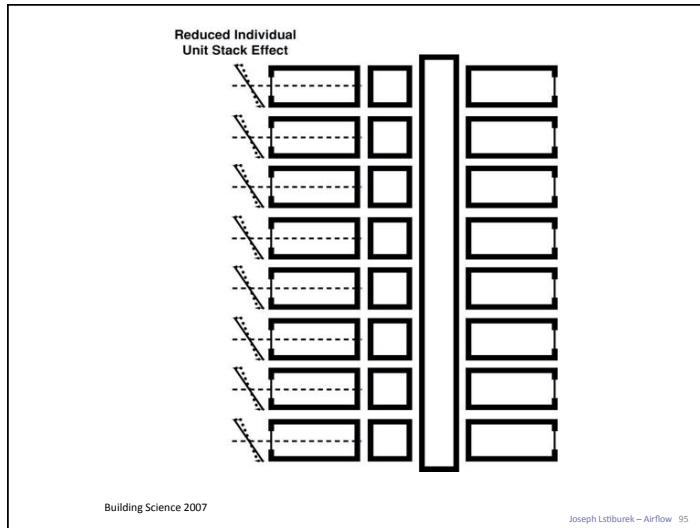 Reduced Individual
Unit Stack Effect
Building Science 2007
Joseph Lstiburek – Airflow 95